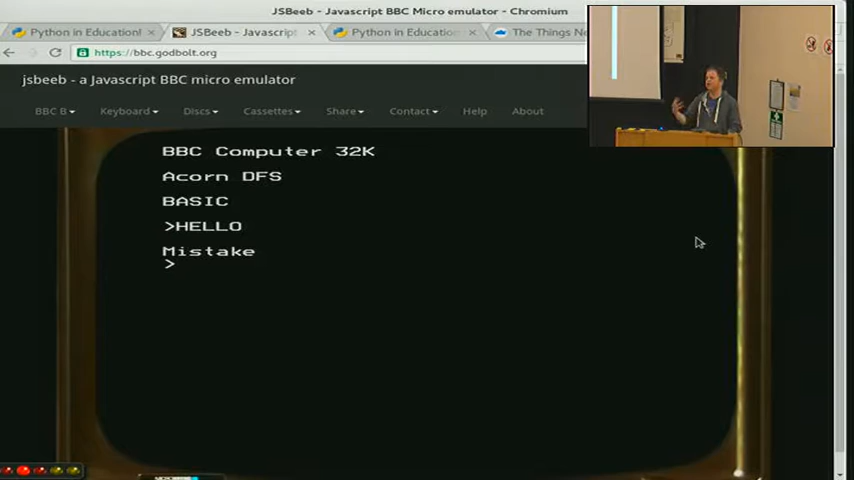 JSBeeb - Javascript BBC Micro emulator - Chromium
Python in Education!
JSBeeb - Javascript
Python in Education
The Things Ne
https://bbc.godbolt.org
jsbeeb - a Javascript BBC micro emulator
BBC B
Keyboard
Discs
Cassettes
Share
Contact
Help
About
BBC Computer 32K
Acorn DFS
BASIC
>HELLO
Mistake
>